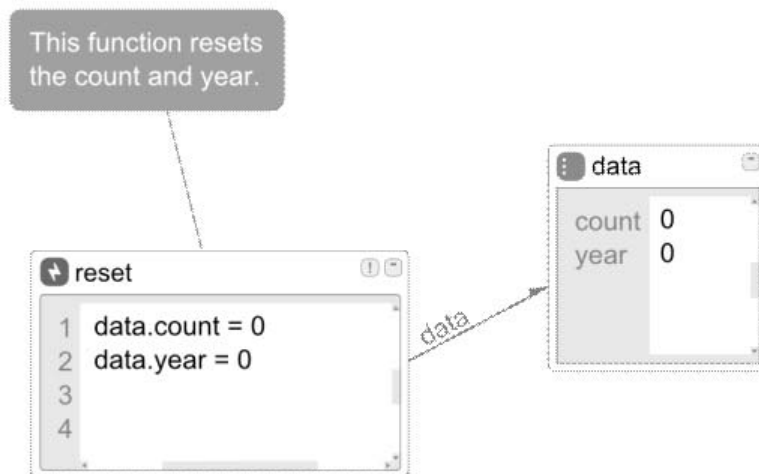 This function resets
the count and year.
data
count 0
year 0
reset
!
1 data.count = 0
2 data.year = 0
3
4
data